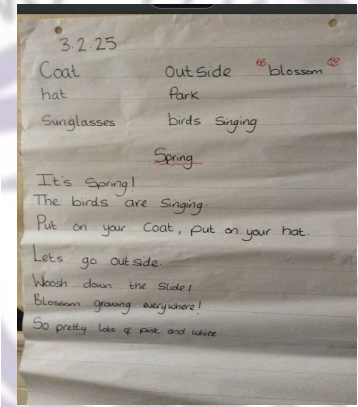 3.2.25
Coat outside "blossom"
hat Park
Sunglasses birds singing
Spring
It's Spring!
The birds are singing.
Put on your Coat, put on your hat.
Lets go outside.
Woosh down the Slide!
Blossom growing everywhere!
So pretty lots of pink and white